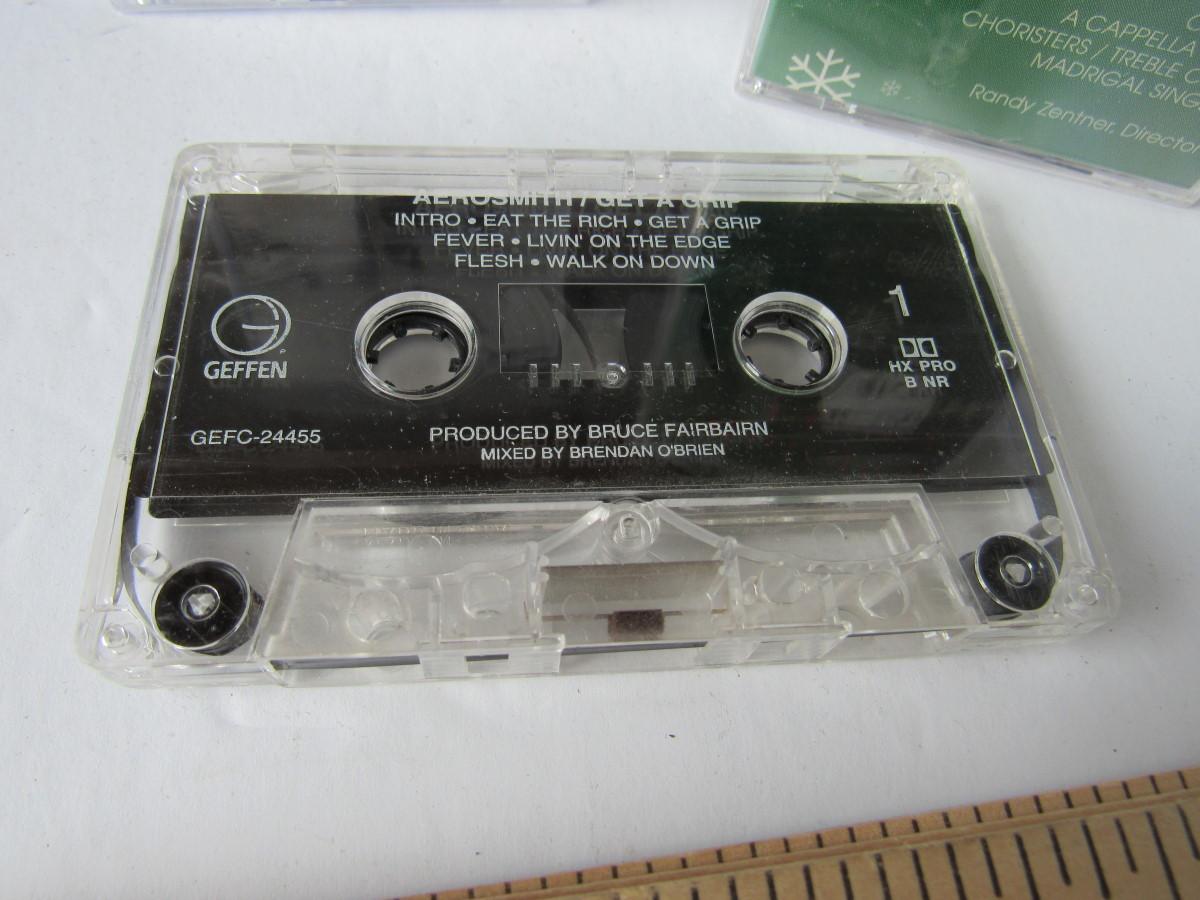 A CAPPELLA
CHORISTERS / TREBLE
MADRIGAL
Randy Zentner, Director
AEROSMITH / GET A GRIP
INTRO • EAT THE RICH • GET A GRIP
FEVER • LIVIN' ON THE EDGE
FLESH • WALK ON DOWN
1
GEFFEN
HX PRO
B NR
GEFC-24455
PRODUCED BY BRUCE FAIRBAIRN
MIXED BY BRENDAN O'BRIEN